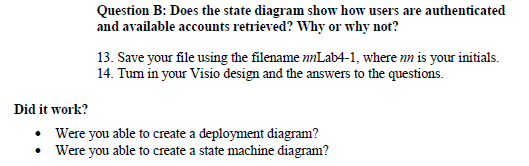 Question B: Does the state diagram show how users are authenticated
and available accounts retrieved? Why or why not?
13. Save your file using the filename nnLab4-1, where nn is your initials.
14. Turn in your Visio design and the answers to the questions.
Did it work?
• Were you able to create a deployment diagram?
• Were you able to create a state machine diagram?